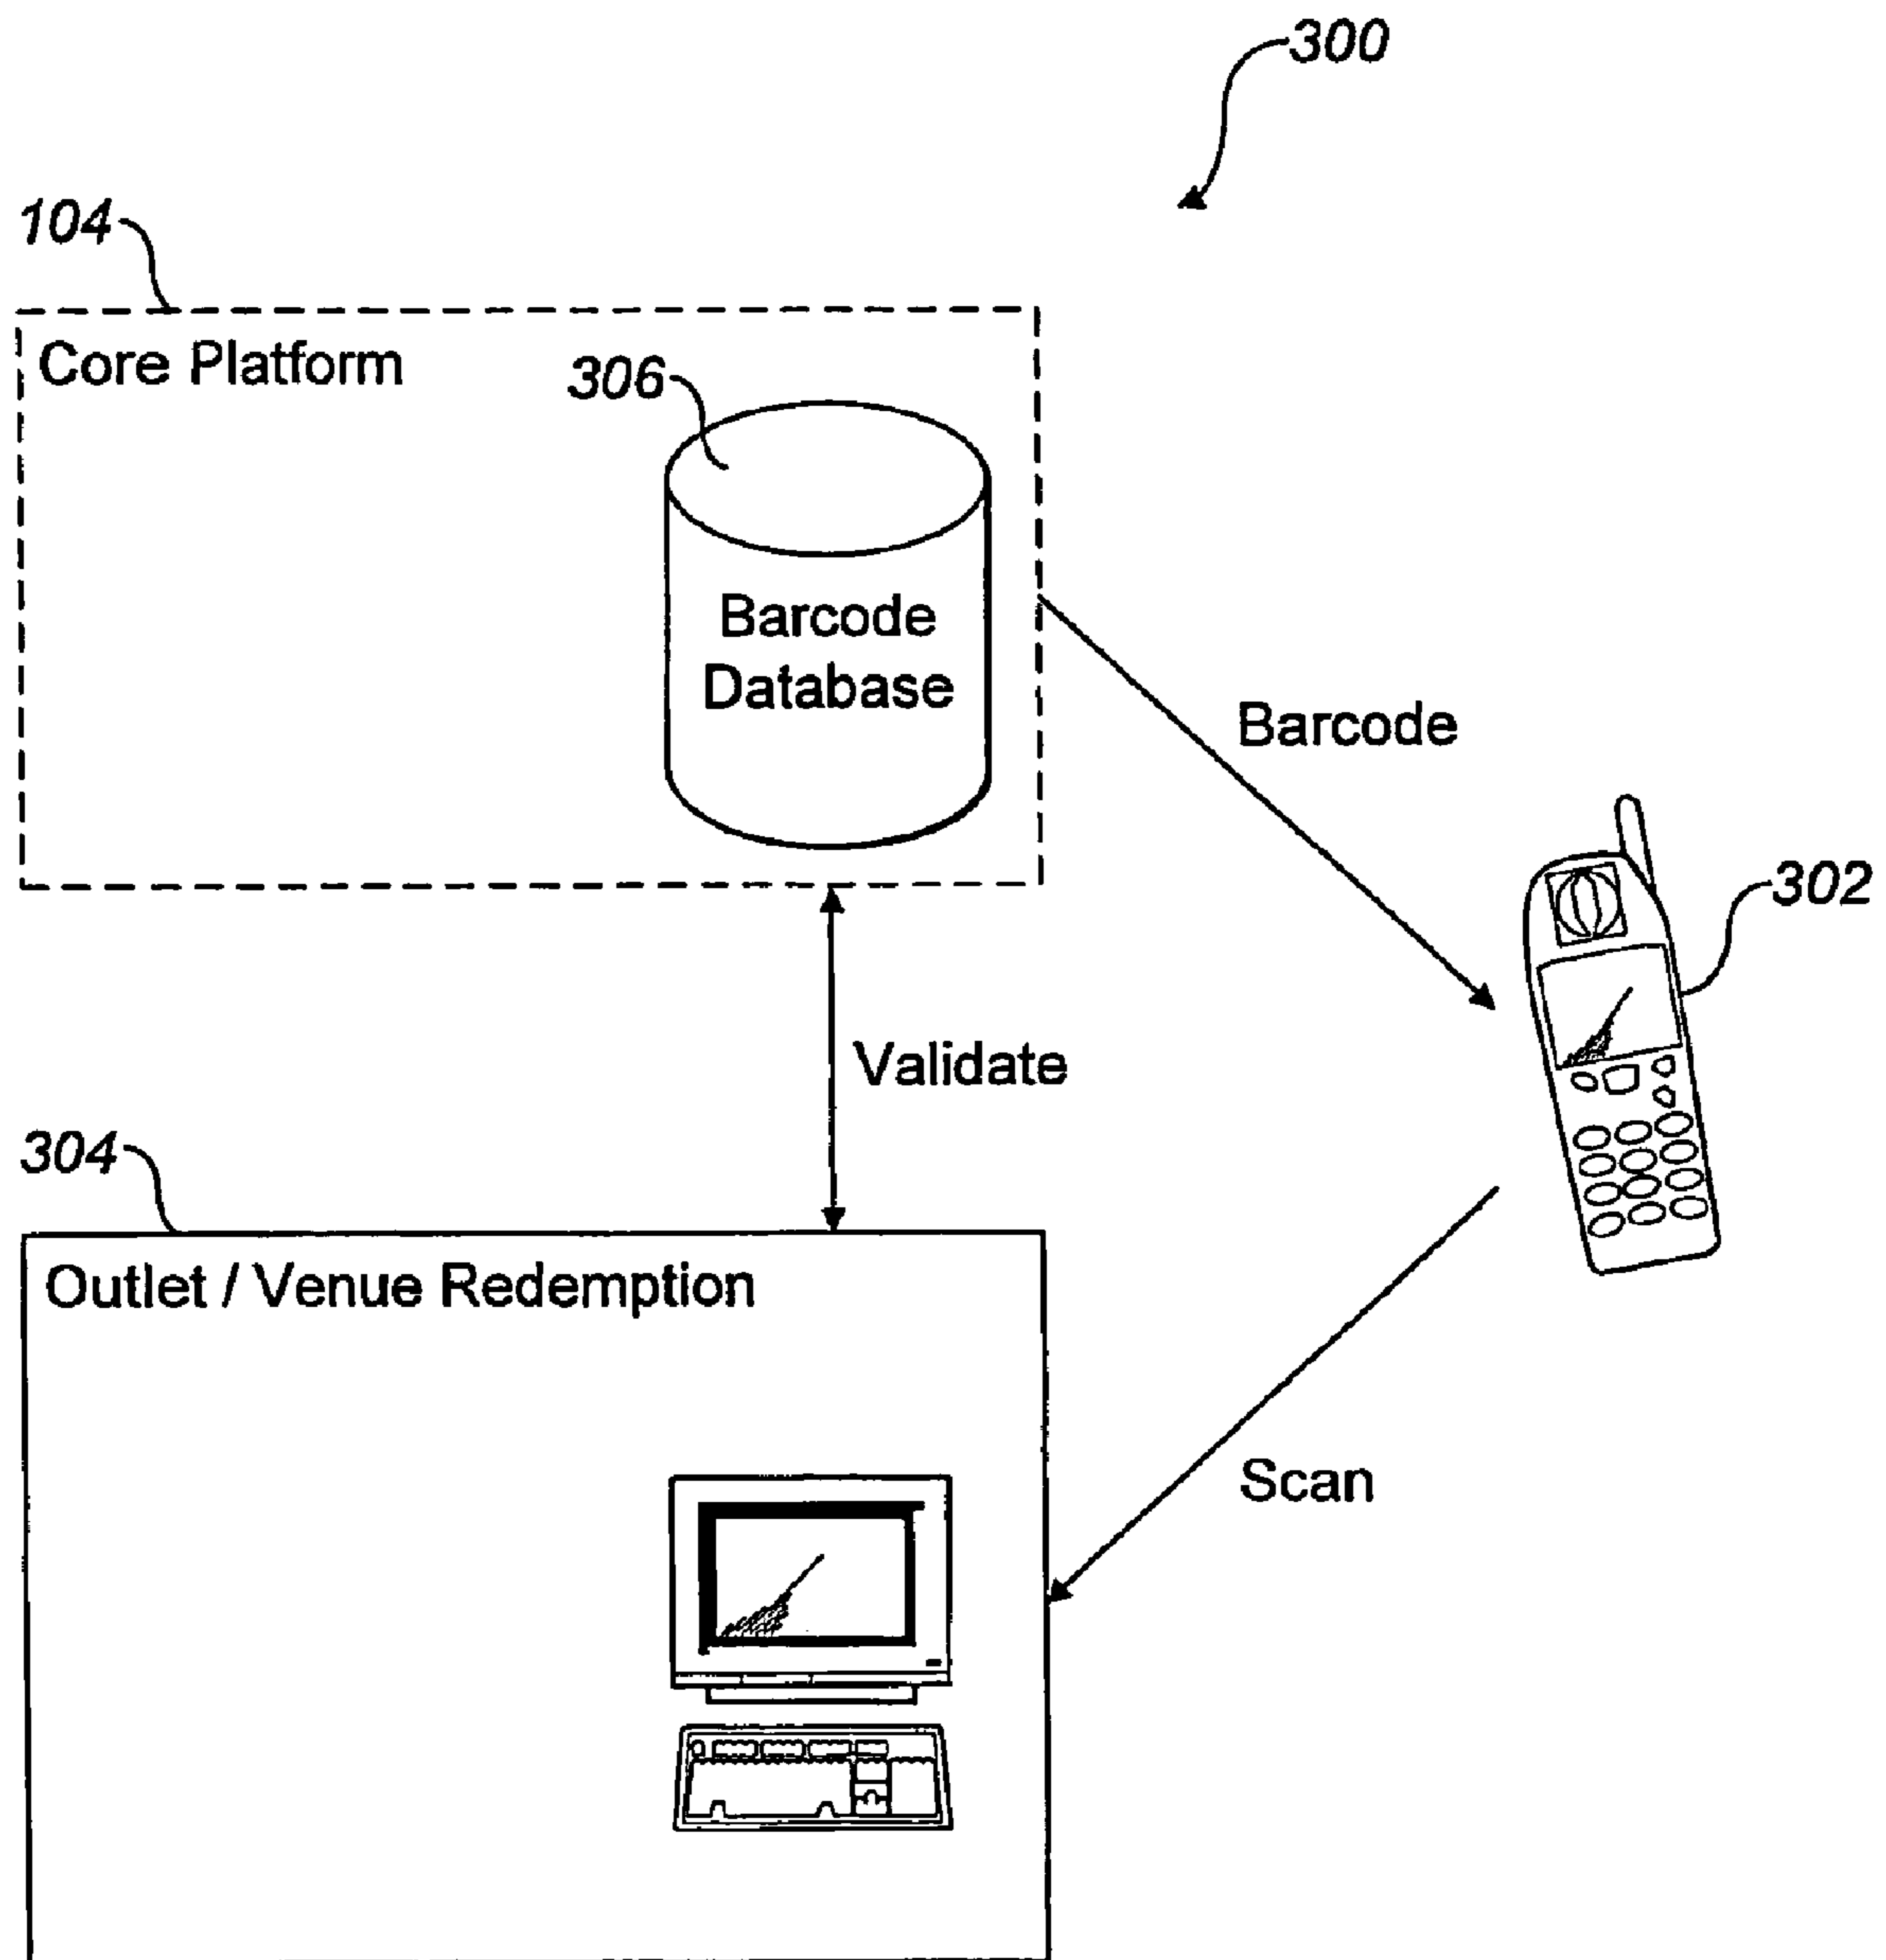 300
104
Core Platform
306
Barcode
Database
Barcode
302
Validate
304
Outlet / Venue Redemption
Scan